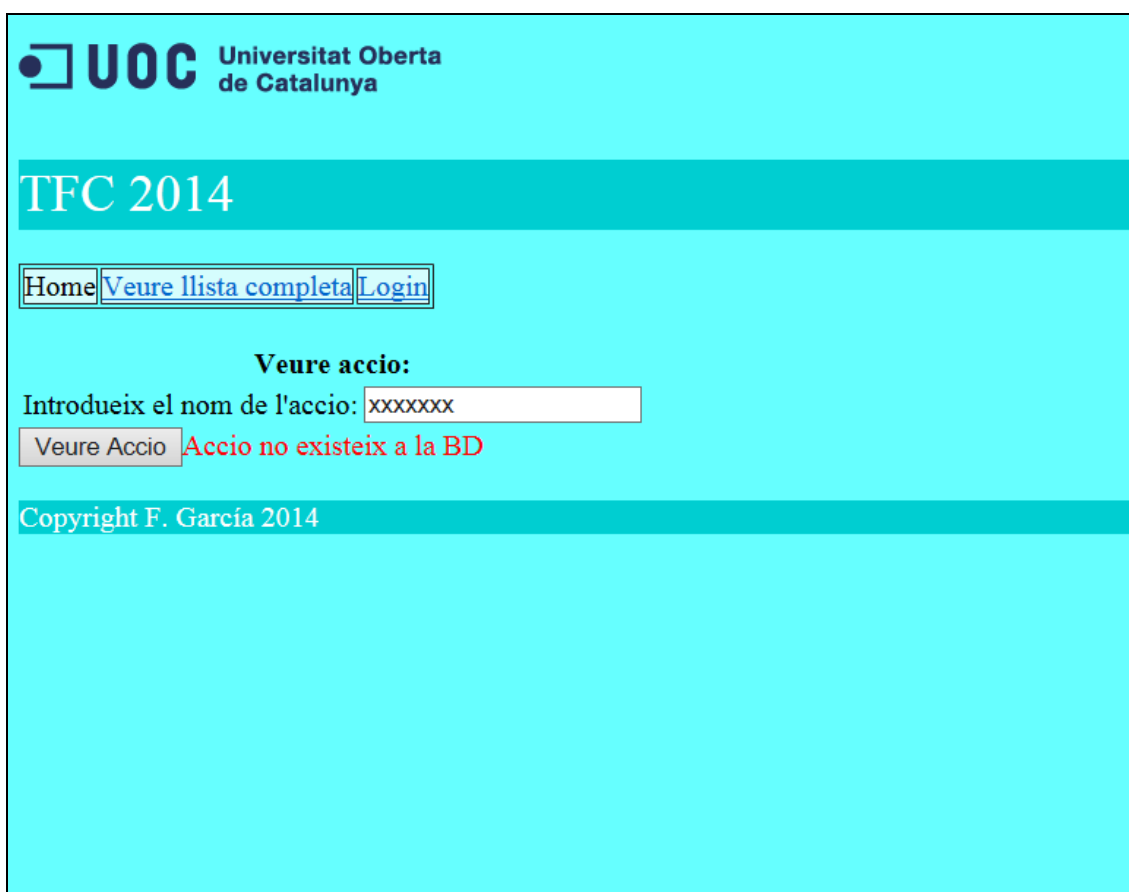 UOC Universitat Oberta
de Catalunya
TFC 2014
Home Veure llista completa Login
Veure accio:
Introdueix el nom de l'accio: xxxxxxx
Veure Accio Accio no existeix a la BD
Copyright F. García 2014